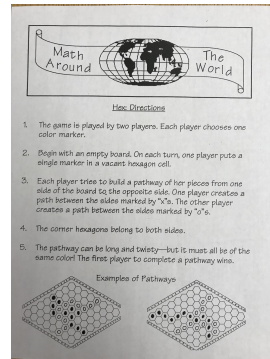 Math
Around
The
World
Hex Directions
1. The game is played by two players. Each player chooses one
color marker.
2. Begin with an empty board. On each turn, one player puts a
single marker in a vacant hexagon cell.
3. Each player tries to build a pathway of her pieces from one
side of the board to the opposite side. One player creates a
path between the sides marked by "x"s. The other player
creates a path between the sides marked by "o"s.
4. The corner hexagons belong to both sides.
5. The pathway can be long and twisty—but it must all be of the
same color! The first player to complete a pathway wins.
Examples of Pathways